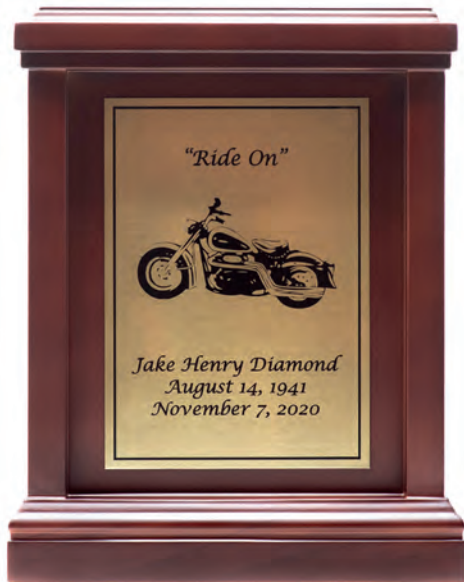 “Ride On”
Jake Henry Diamond
August 14, 1941
November 7, 2020